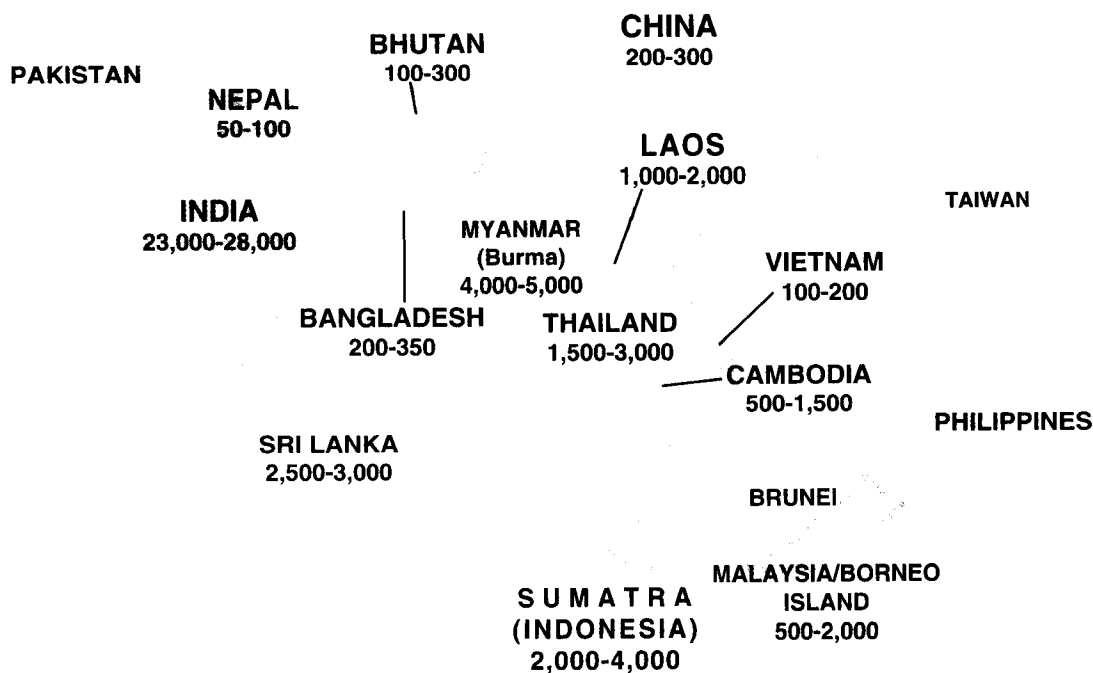 CHINA
200-300
BHUTAN
100-300
PAKISTAN
NEPAL
50-100
LAOS
1,000-2,000
TAIWAN
INDIA
23,000-28,000
MYANMAR
(Burma)
4,000-5,000
VIETNAM
100-200
BANGLADESH
200-350
THAILAND
1,500-3,000
CAMBODIA
500-1,500
PHILIPPINES
SRI LANKA
2,500-3,000
BRUNEI
MALAYSIA/BORNEO
ISLAND
500-2,000
SUMATRA
(INDONESIA)
2,000-4,000